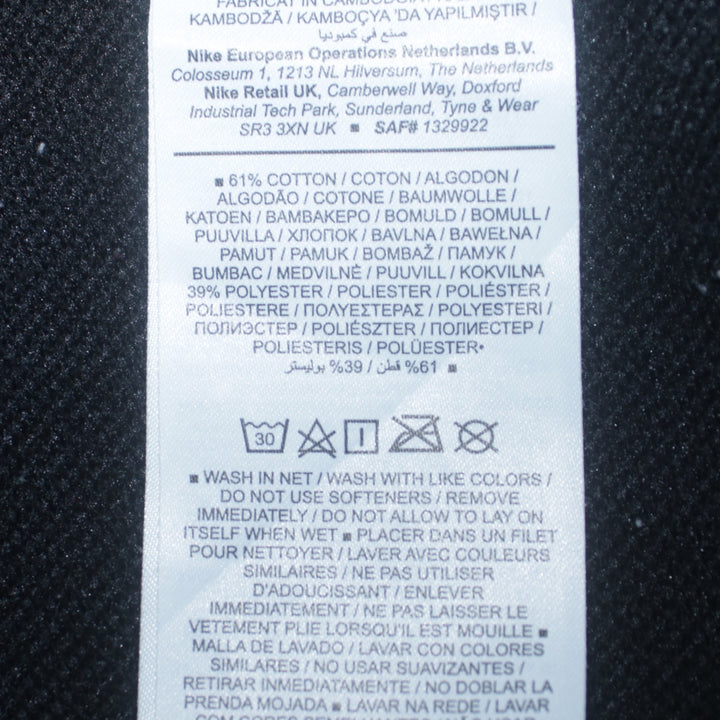 FABRICAT ÎN CAMBODGIA /
KAMBODŽĀ / KAMBOÇYA 'DA YAPILMIŞTIR /
صنع في كمبوديا
Nike European Operations Netherlands B.V.
Colosseum 1, 1213 NL Hilversum, The Netherlands
Nike Retail UK, Camberwell Way, Doxford
Industrial Tech Park, Sunderland, Tyne & Wear
SR3 3XN UK ■ SAF# 1329922
■ 61% COTTON / COTON / ALGODON /
ALGODÃO / COTONE / BAUMWOLLE /
KATOEN / ΒΑΜΒΑΚΕΡΟ / BOMULD / BOMULL /
PUUVILLA / ХЛОПОК / BAVLNA / BAWEŁNA /
PAMUT / PAMUK / BOMBAŽ / ПАМУК /
BUMBAC / MEDVILNĖ / PUUVILL / KOKVILNA
39% POLYESTER / POLIESTER / POLIÉSTER /
POLIESTERE / ΠΟΛΥΕΣΤΕΡΑΣ / POLYESTERI /
ПОЛИЭСТЕР / POLIÉSZTER / ПОЛИЕСТЕР /
POLIESTERIS / POLÜESTER•
61% قطن / 39% بوليستر ■
30
■ WASH IN NET / WASH WITH LIKE COLORS /
DO NOT USE SOFTENERS / REMOVE
IMMEDIATELY / DO NOT ALLOW TO LAY ON
ITSELF WHEN WET ■ PLACER DANS UN FILET
POUR NETTOYER / LAVER AVEC COULEURS
SIMILAIRES / NE PAS UTILISER
D'ADOUCISSANT / ENLEVER
IMMEDIATEMENT / NE PAS LAISSER LE
VETEMENT PLIE LORSQU'IL EST MOUILLE ■
MALLA DE LAVADO / LAVAR CON COLORES
SIMILARES / NO USAR SUAVIZANTES /
RETIRAR INMEDIATAMENTE / NO DOBLAR LA
PRENDA MOJADA ■ LAVAR NA REDE / LAVAR